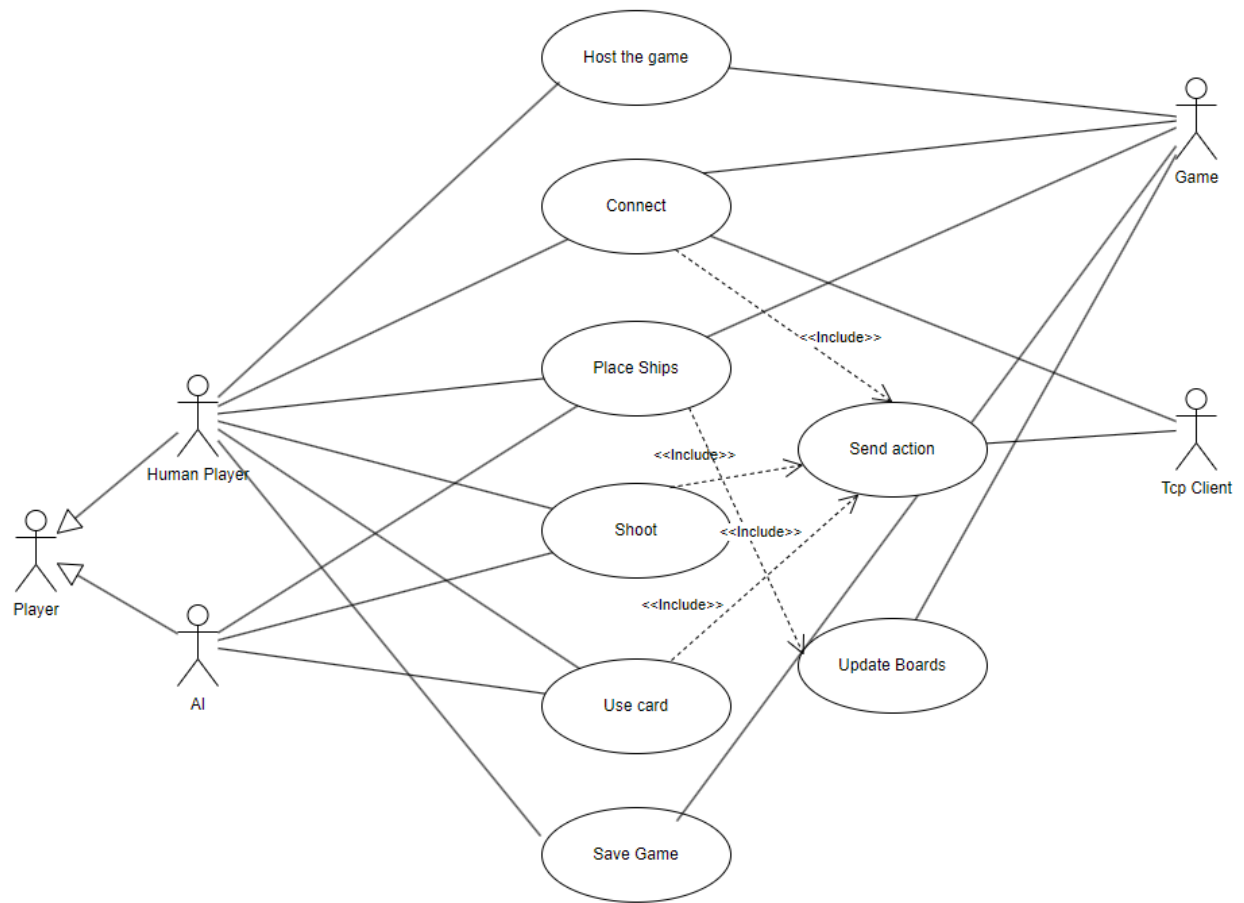 Host the game
Game
Connect
<<Include>>
Place Ships
Human Player
Send action
<<Include>>
Tcp Client
Shoot
<<Include>>
Player
<<Include>>
Update Boards
AI
Use card
Save Game